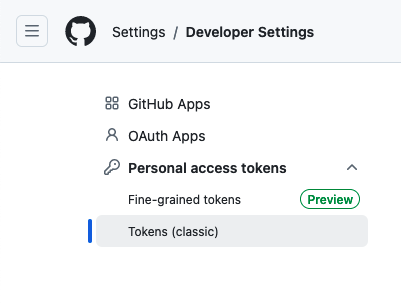 Settings / Developer Settings
GitHub Apps
OAuth Apps
Personal access tokens
Fine-grained tokens Preview
Tokens (classic)